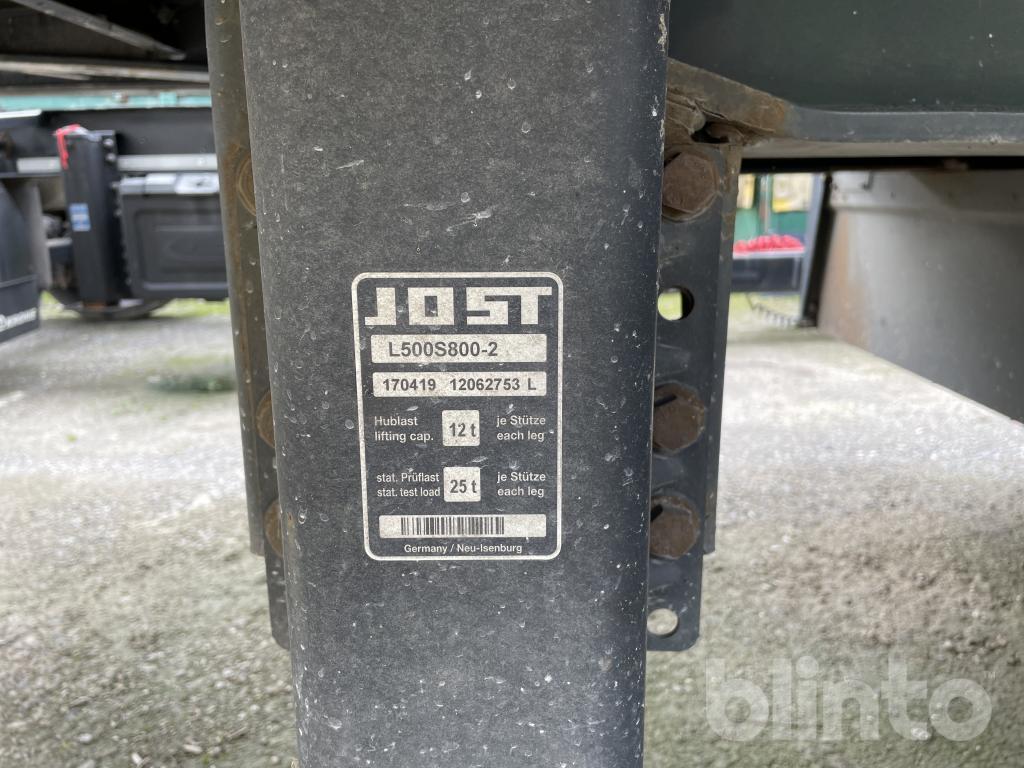 JOST
L500S800-2
170419 12062753 L
Hublast
lifting cap.
12 t
je Stütze
each leg
stat. Prüflast
stat. test load
25 t
je Stütze
each leg
Germany / Neu-Isenburg
blinto